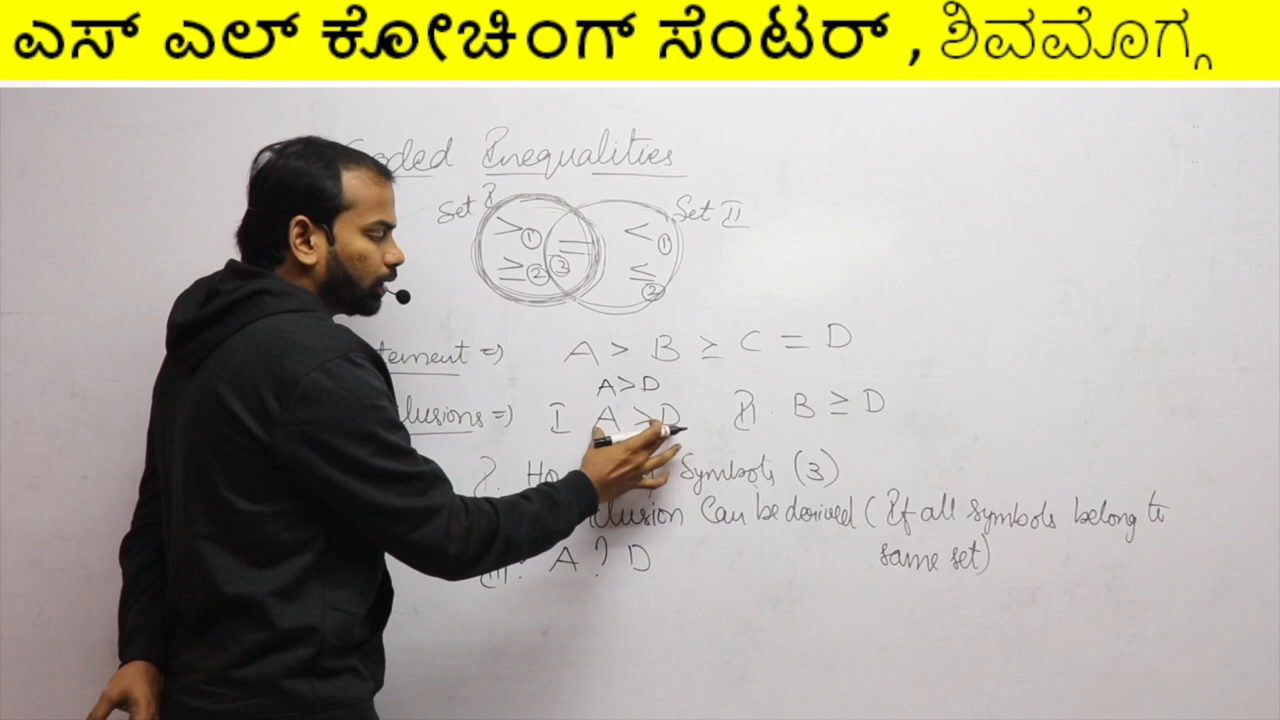 ಎಸ್ ಎಲ್ ಕೋಚಿಂಗ್ ಸೆಂಟರ್ , ಶಿವಮೊಗ್ಗ
Inequalities
Set I
Set II
> ① = <  ①
≥ ② ③ ≤ ②
=) A > B ≥ C = D
A>D
=) I A > D II. B ≥ D
I. Symbols (3)
Can be derived ( If all symbols belong to
same set)
A ? D